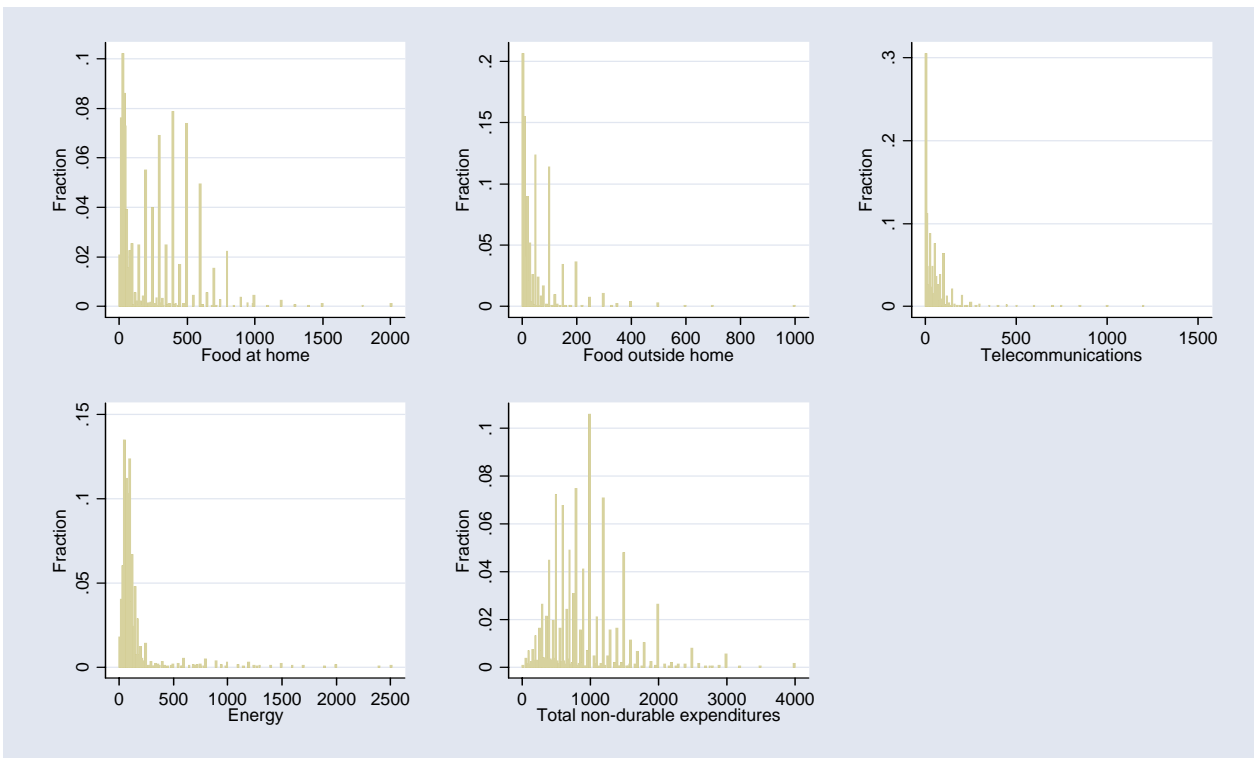 Fraction
0
.02
.04
.06
.08
.1
0 500 1000 1500 2000
Food at home
Fraction
0
.05
.1
.15
.2
0 200 400 600 800 1000
Food outside home
Fraction
0
.1
.2
.3
0 500 1000 1500
Telecommunications
Fraction
0
.05
.1
.15
0 500 1000 1500 2000 2500
Energy
Fraction
0
.02
.04
.06
.08
.1
0 1000 2000 3000 4000
Total non-durable expenditures